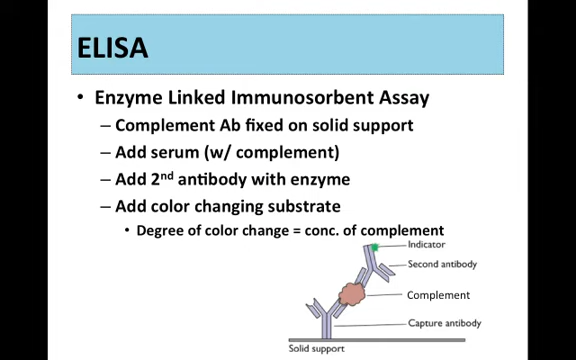 ELISA
• Enzyme Linked Immunosorbent Assay
– Complement Ab fixed on solid support
– Add serum (w/ complement)
– Add 2nd antibody with enzyme
– Add color changing substrate
• Degree of color change = conc. of complement
Indicator
Second antibody
Complement
Capture antibody
Solid support